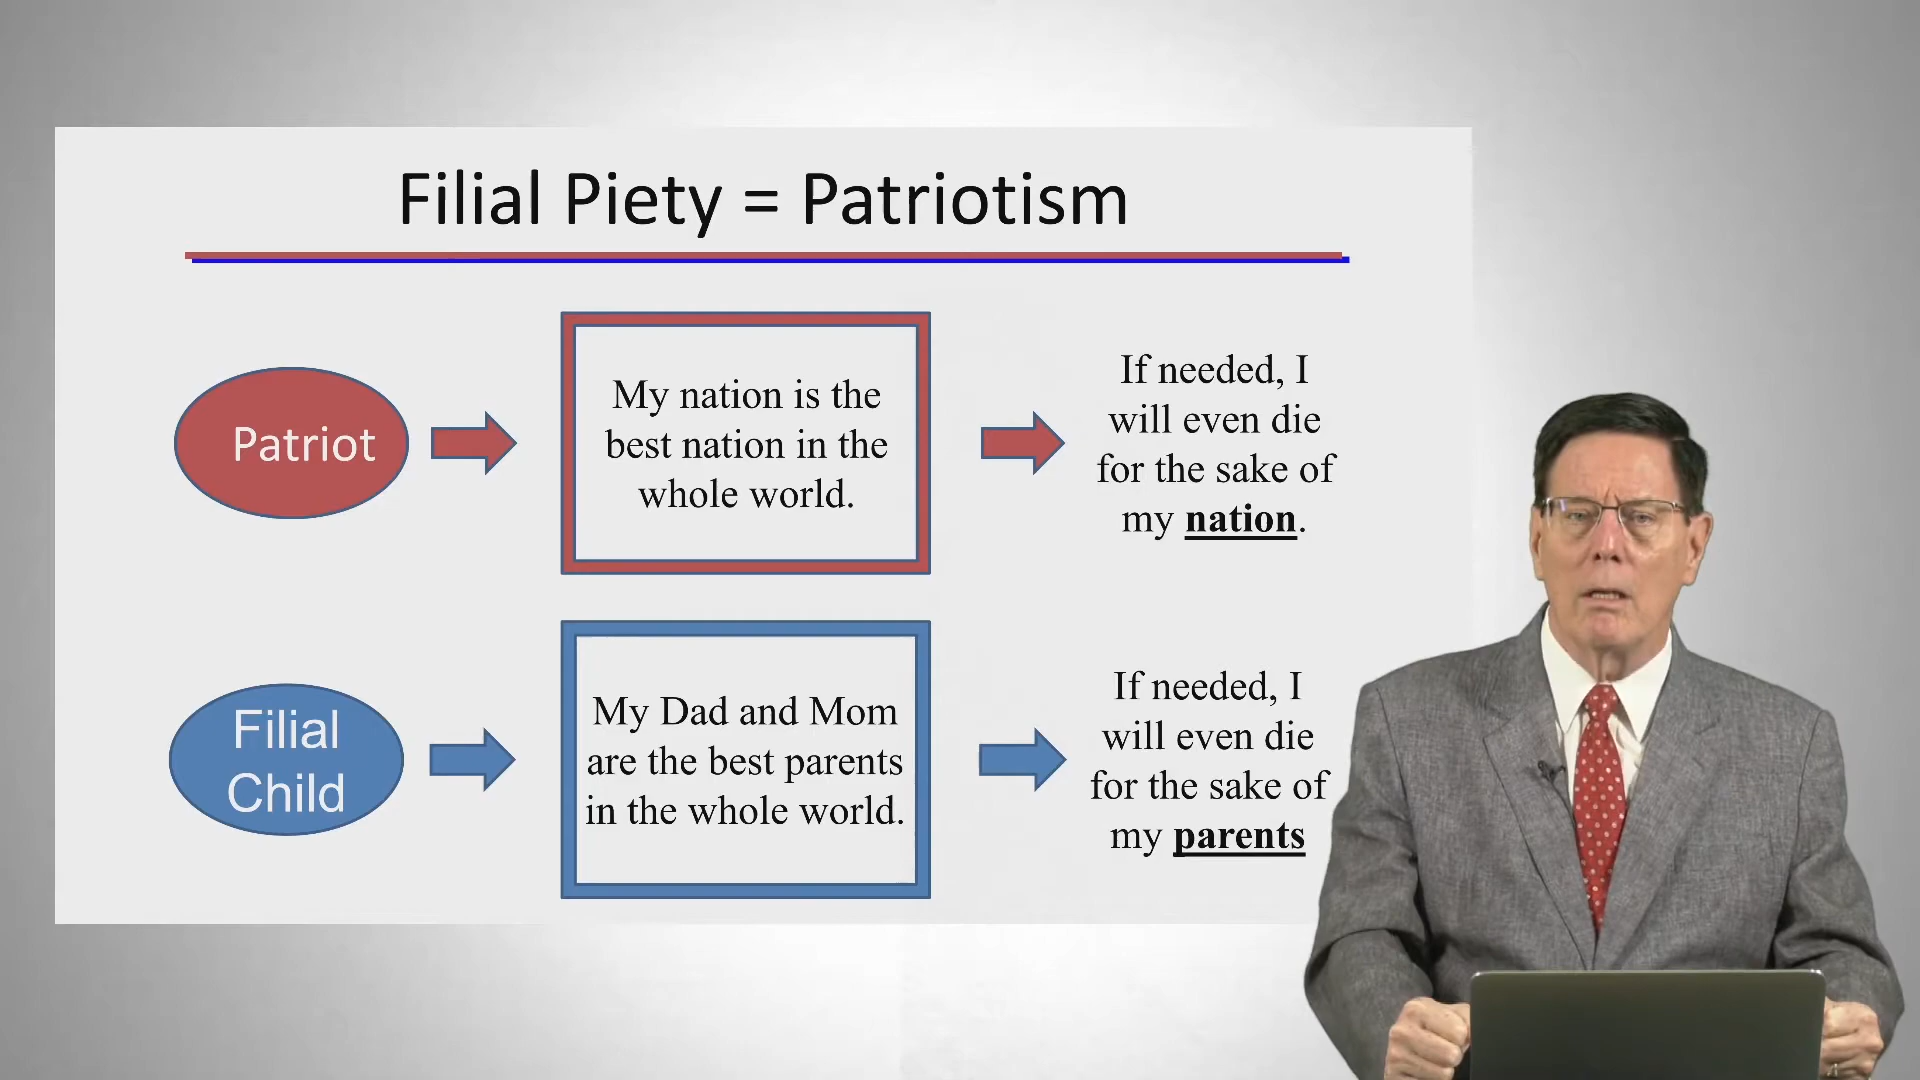 Filial Piety = Patriotism
Patriot
My nation is the
best nation in the
whole world.
If needed, I
will even die
for the sake of
my nation.
Filial
Child
My Dad and Mom
are the best parents
in the whole world.
If needed, I
will even die
for the sake of
my parents